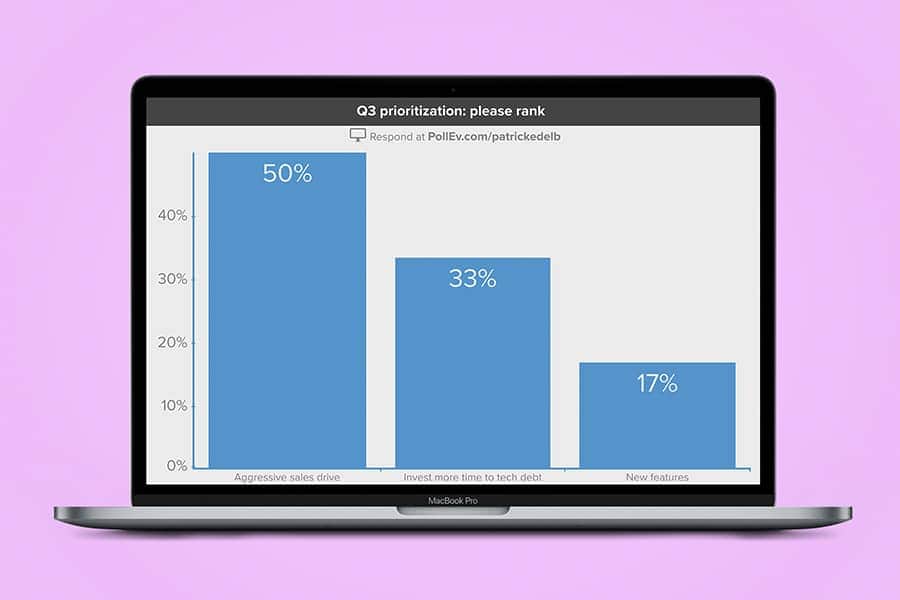 Q3 prioritization: please rank
Respond at PollEv.com/patrickedelb
50%
33%
17%
40%
30%
20%
10%
0%
Aggressive sales drive
Invest more time to tech debt
New features
MacBook Pro